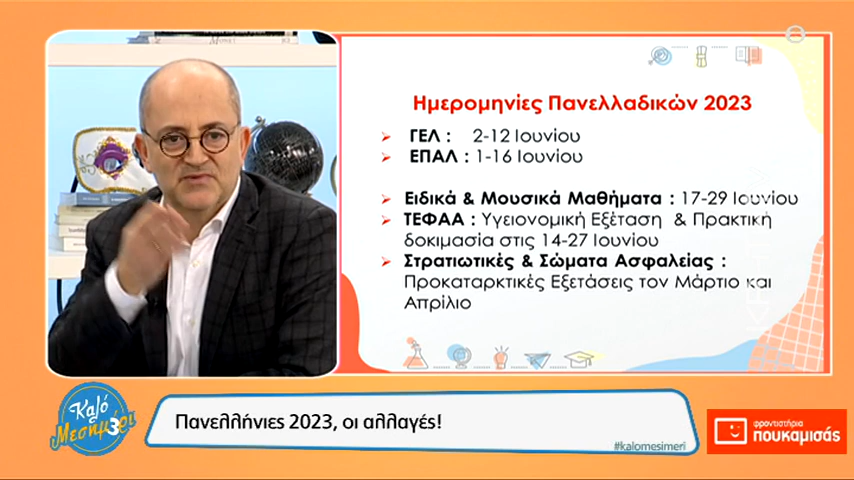 Ημερομηνίες Πανελλαδικών 2023
ΓΕΛ : 2-12 Ιουνίου
ΕΠΑΛ : 1-16 Ιουνίου
Ειδικά & Μουσικά Μαθήματα : 17-29 Ιουνίου
ΤΕΦΑΑ : Υγειονομική Εξέταση & Πρακτική
δοκιμασία στις 14-27 Ιουνίου
Στρατιωτικές & Σώματα Ασφαλείας :
Προκαταρκτικές Εξετάσεις τον Μάρτιο και
Απρίλιο
Καλό
Μεσημέρι
Πανελλήνιες 2023, οι αλλαγές!
#kalomesimeri
φροντιστήρια
πουκαμισάς